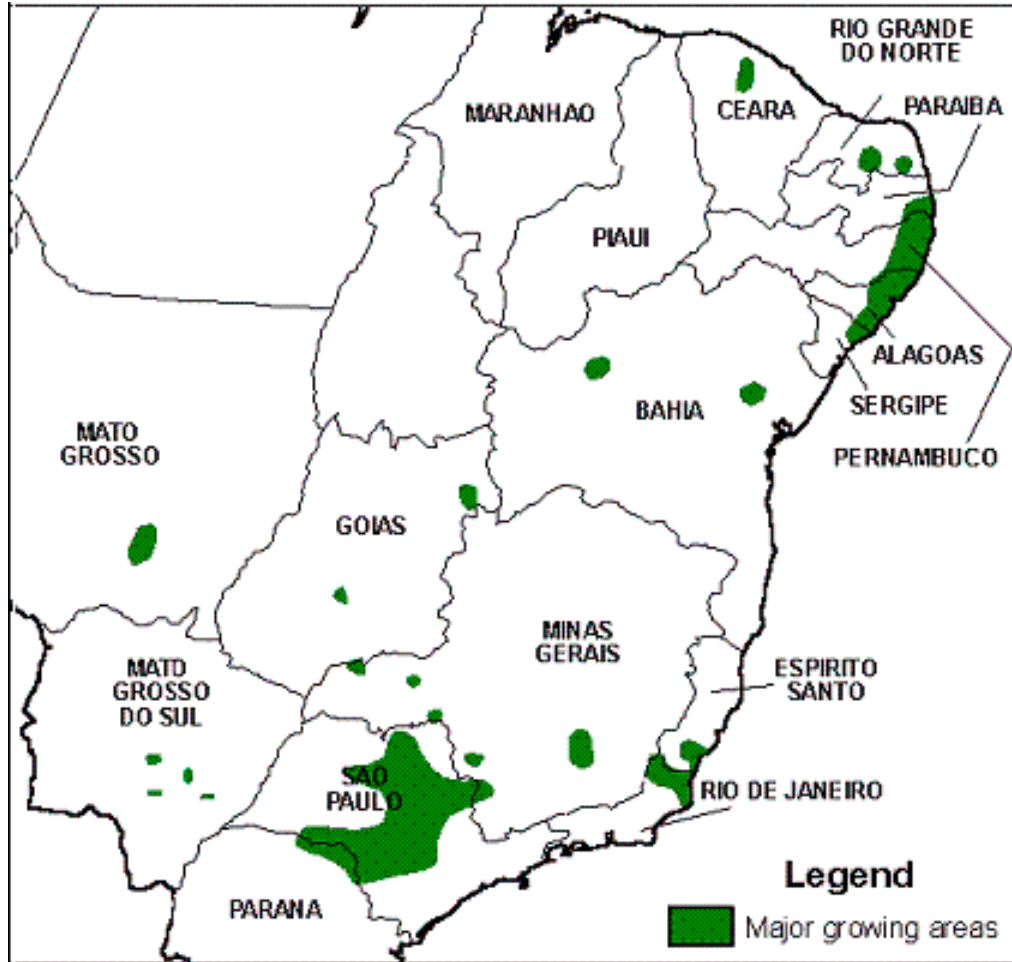 RIO GRANDE
DO NORTE
MARANHAO
CEARA
PARAIBA
PIAUI
ALAGOAS
BAHIA
SERGIPE
MATO
GROSSO
PERNAMBUCO
GOIAS
MINAS
GERAIS
MATO
GROSSO
DO SUL
ESPIRITO
SANTO
SAO
PAULO
RIO DE JANEIRO
PARANA
Legend
Major growing areas